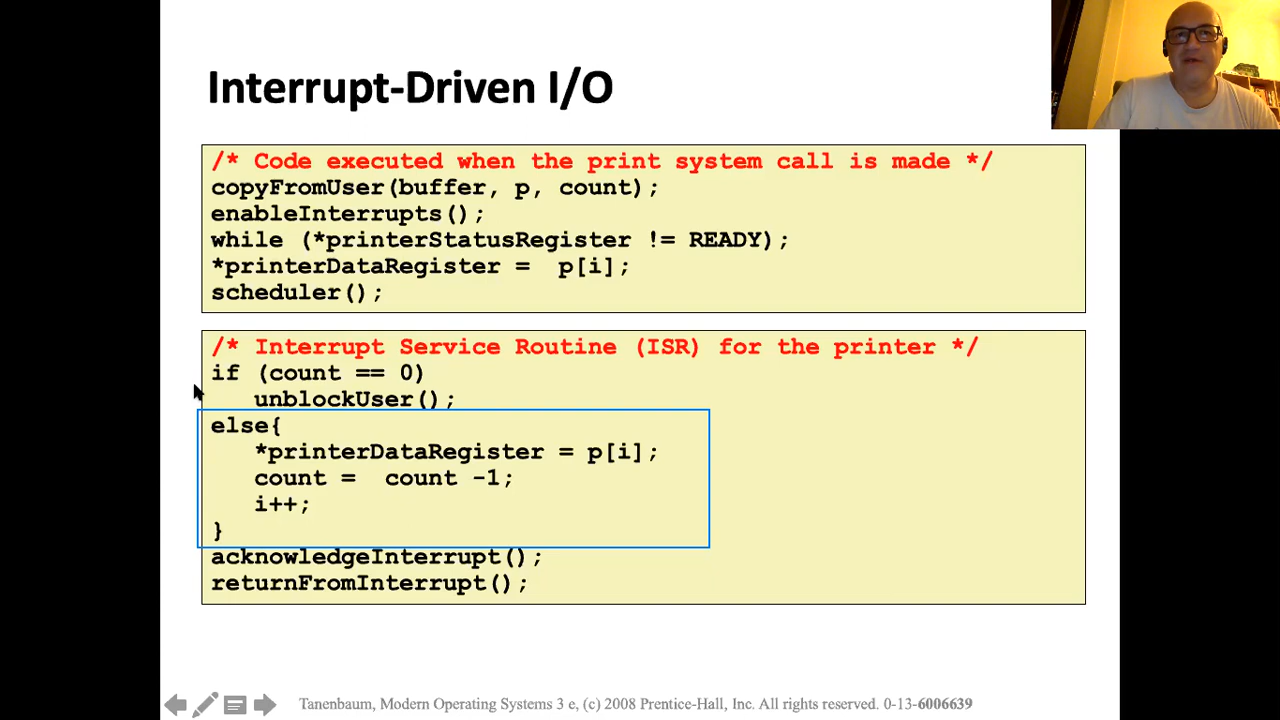 Interrupt-Driven I/O
/* Code executed when the print system call is made */
copyFromUser(buffer, p, count);
enableInterrupts();
while (*printerStatusRegister != READY);
*printerDataRegister =  p[i];
scheduler();
/* Interrupt Service Routine (ISR) for the printer */
if (count == 0)
   unblockUser();
else{
   *printerDataRegister = p[i];
   count =  count -1;
   i++;
}
acknowledgeInterrupt();
returnFromInterrupt();
Tanenbaum, Modern Operating Systems 3 e, (c) 2008 Prentice-Hall, Inc. All rights reserved. 0-13-6006639